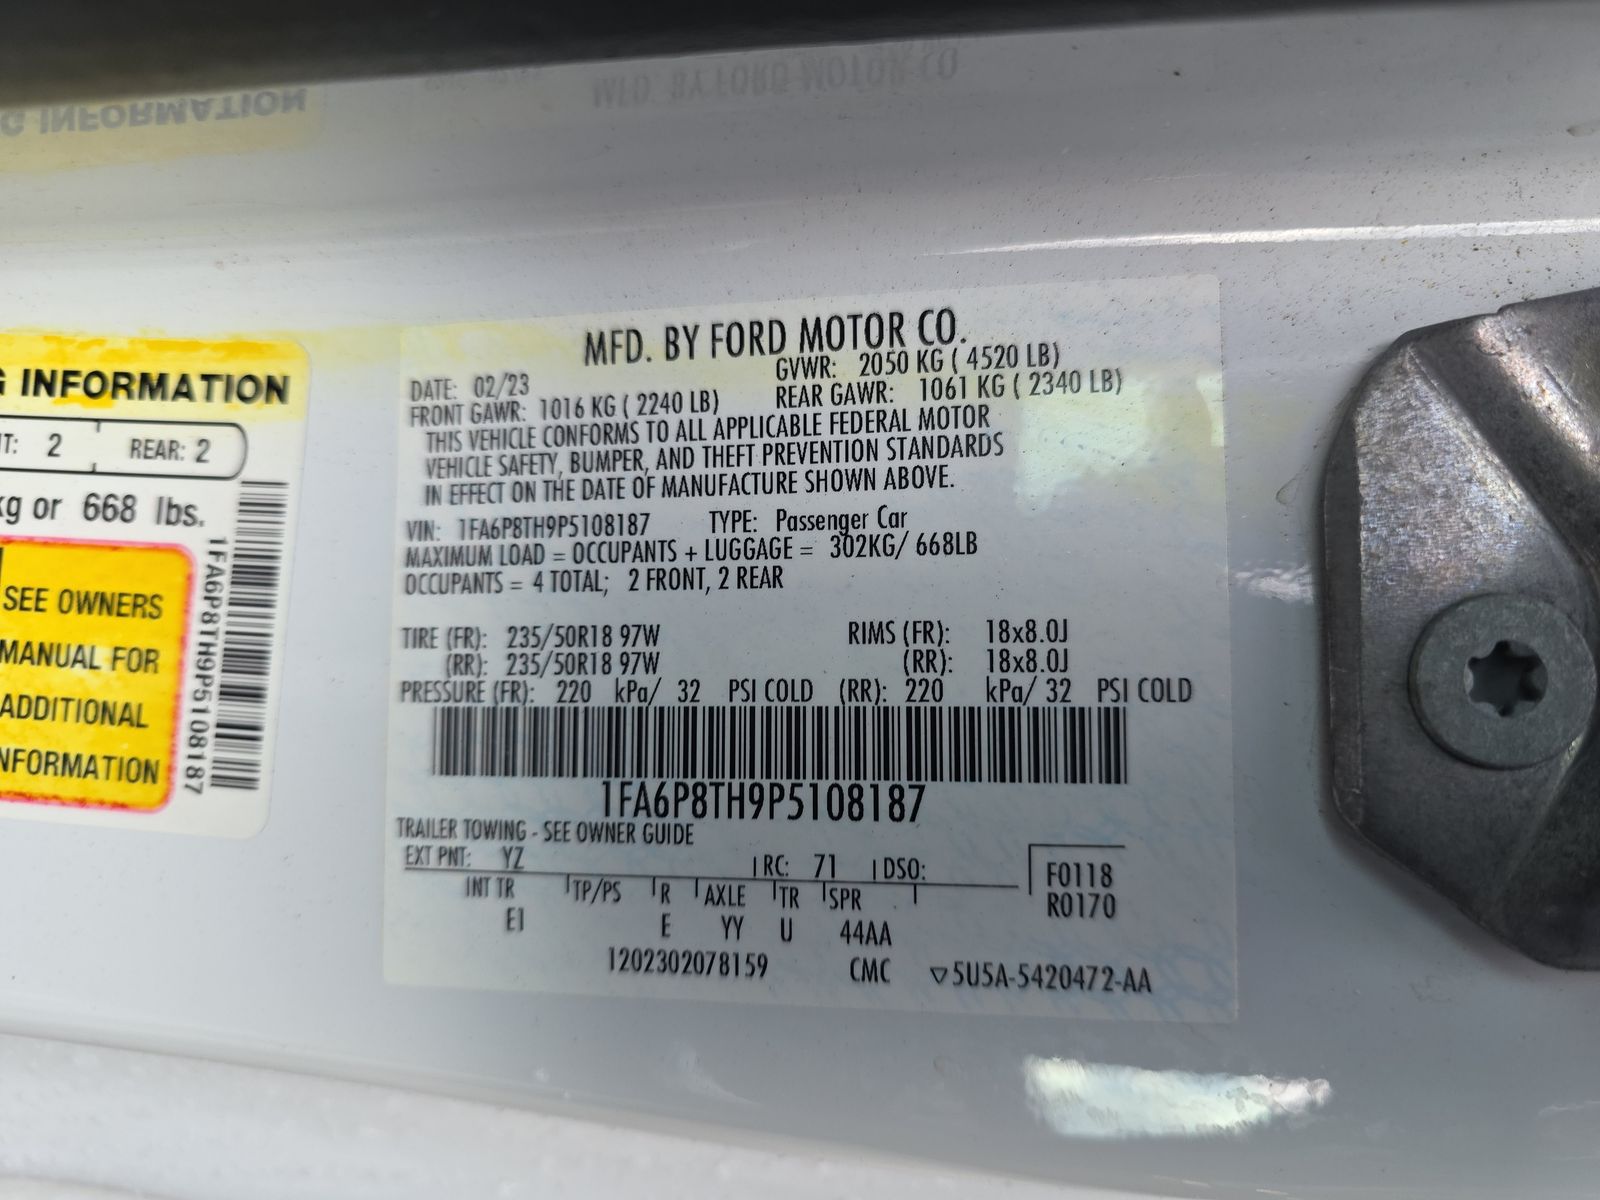 MFD. BY FORD MOTOR CO.
DATE: 02/23 GVWR: 2050 KG ( 4520 LB)
FRONT GAWR: 1016 KG ( 2240 LB) REAR GAWR: 1061 KG ( 2340 LB)
THIS VEHICLE CONFORMS TO ALL APPLICABLE FEDERAL MOTOR
VEHICLE SAFETY, BUMPER, AND THEFT PREVENTION STANDARDS
IN EFFECT ON THE DATE OF MANUFACTURE SHOWN ABOVE.
VIN: 1FA6P8TH9P5108187 TYPE: Passenger Car
MAXIMUM LOAD = OCCUPANTS + LUGGAGE = 302KG/ 668LB
OCCUPANTS = 4 TOTAL; 2 FRONT, 2 REAR
TIRE (FR): 235/50R18 97W RIMS (FR): 18x8.0J
(RR): 235/50R18 97W (RR): 18x8.0J
PRESSURE (FR): 220 kPa/ 32 PSI COLD (RR): 220 kPa/ 32 PSI COLD
1FA6P8TH9P5108187
TRAILER TOWING - SEE OWNER GUIDE
EXT PNT: YZ RC: 71 DSO:
F0118
R0170
INT TR TP/PS R AXLE TR SPR
EI E YY U 44AA
1202302078159 CMC ▽5U5A-5420472-AA
G INFORMATION
T: 2 REAR: 2
kg or 668 lbs.
SEE OWNERS
MANUAL FOR
ADDITIONAL
NFORMATION
1FA6P8TH9P5108187
G INFORMATION
MFD. BY FORD MOTOR CO